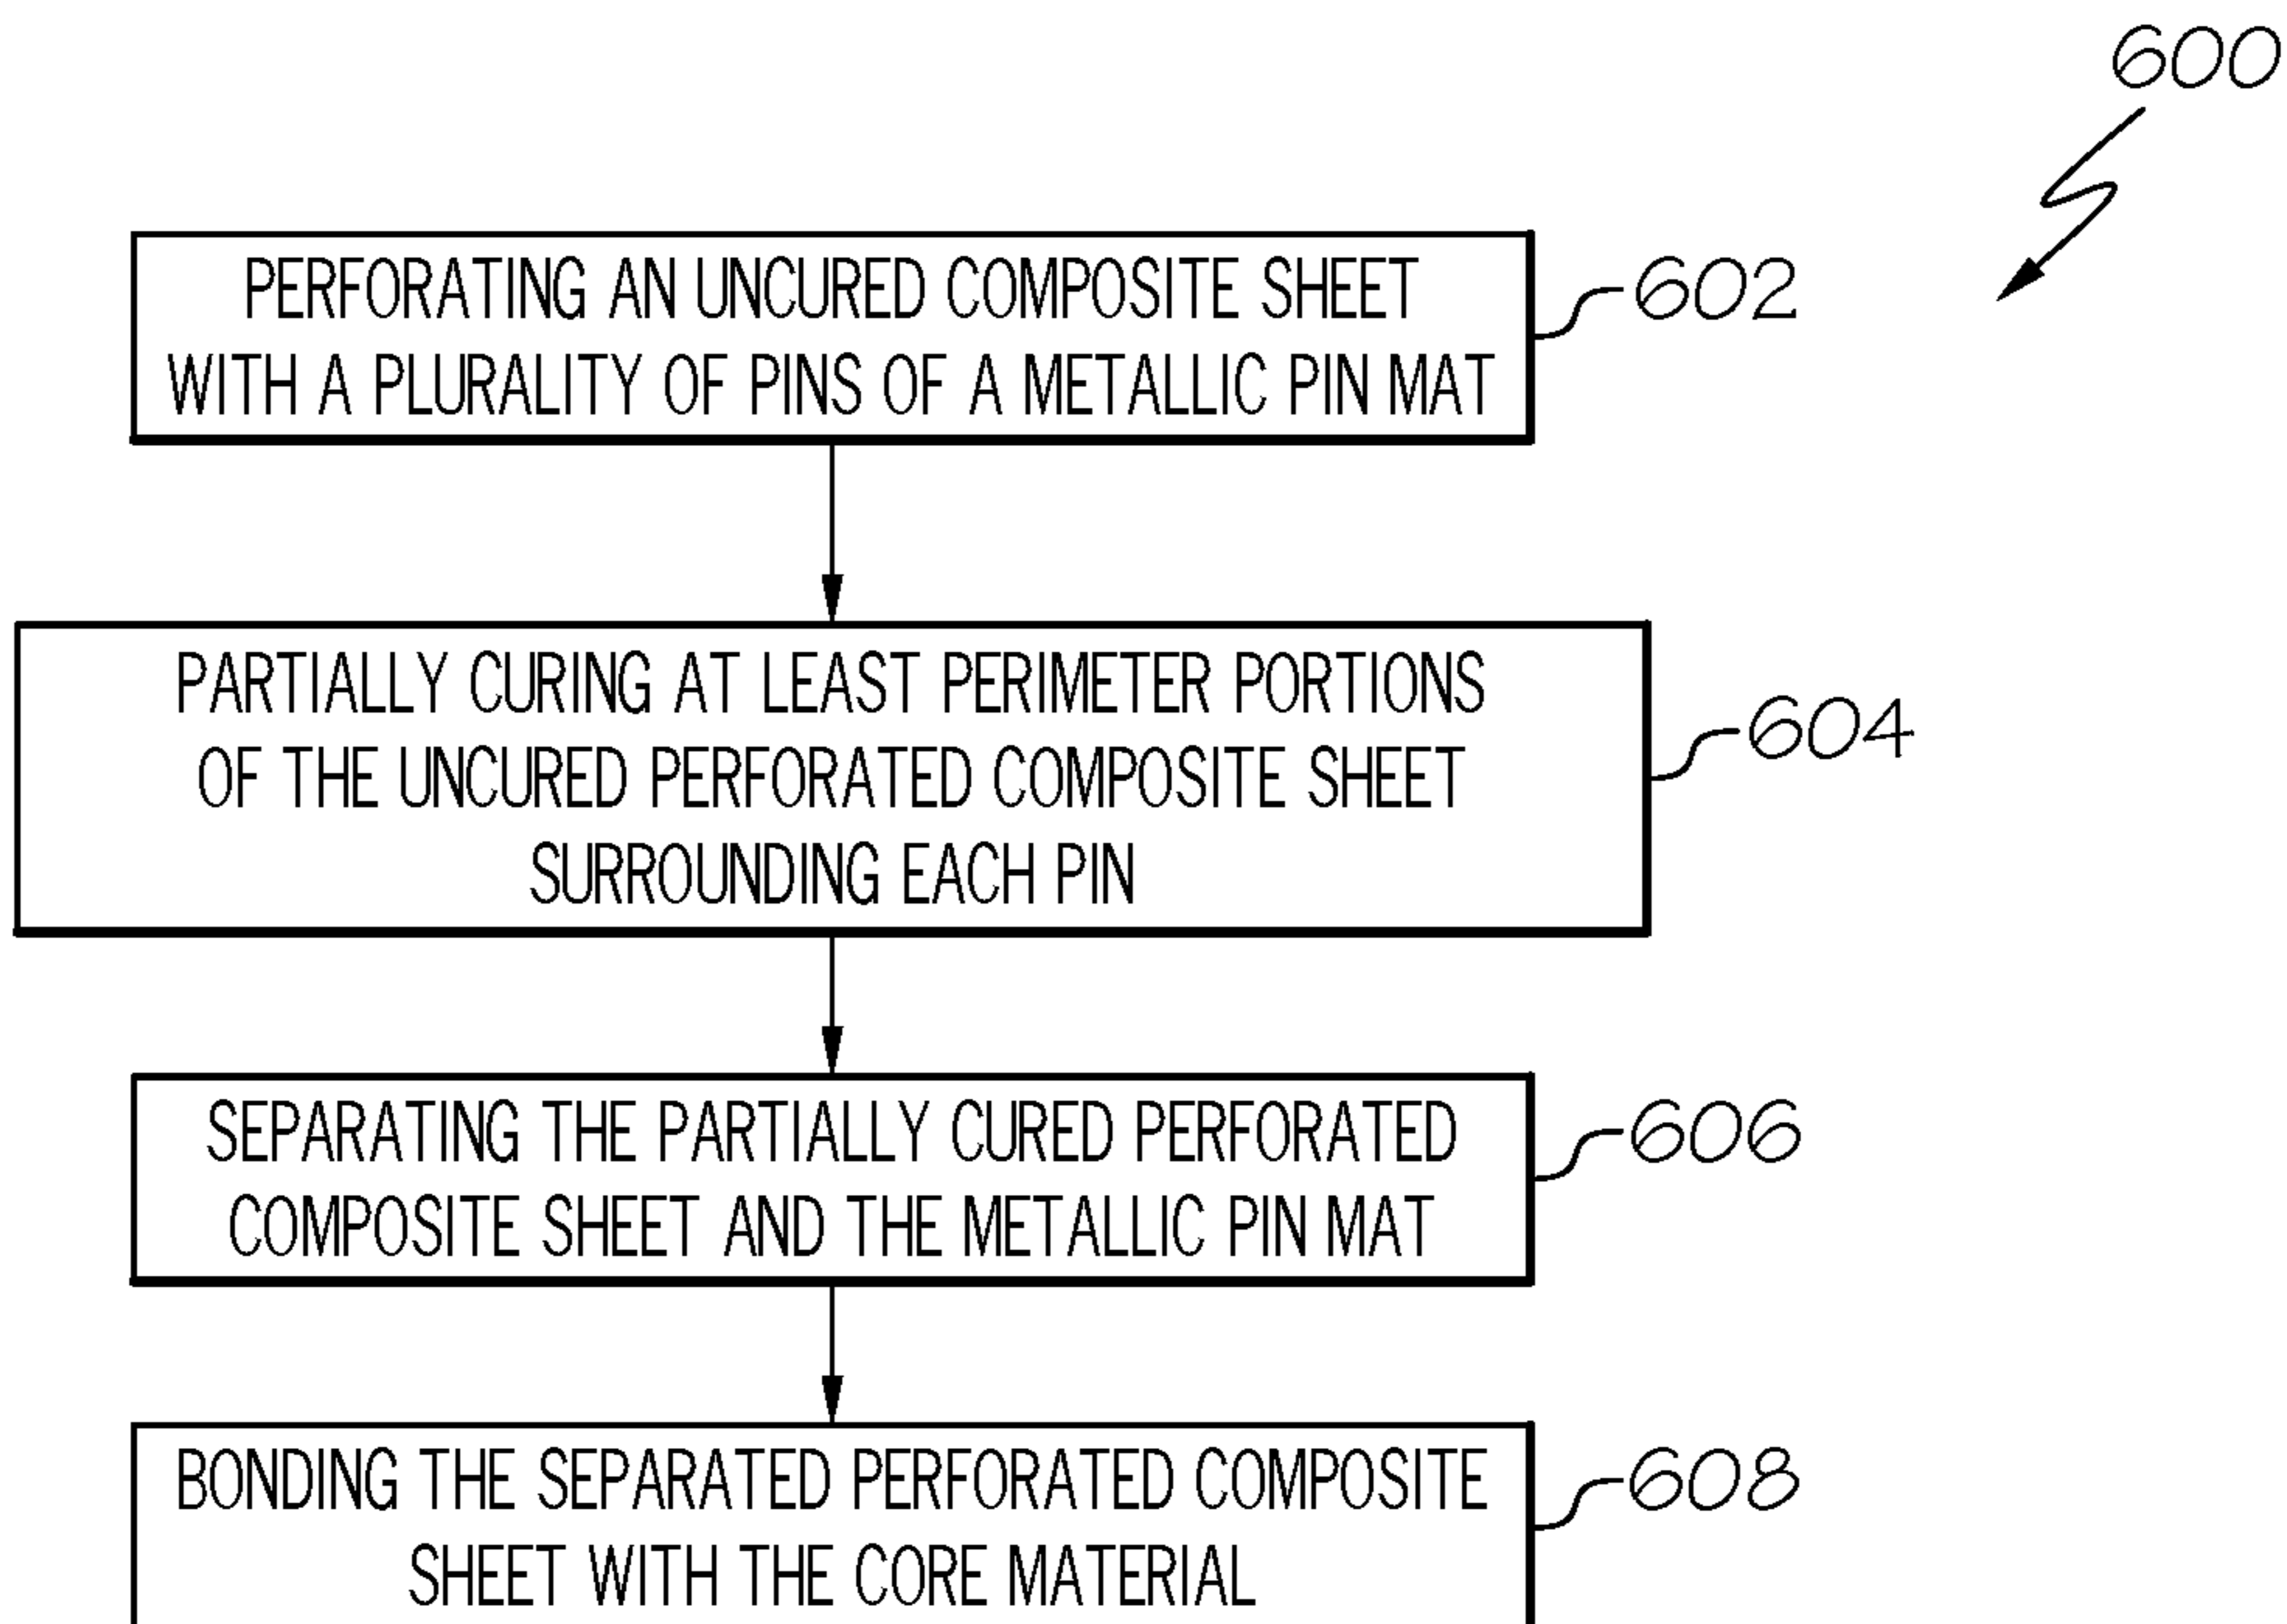 600
PERFORATING AN UNCURED COMPOSITE SHEET
WITH A PLURALITY OF PINS OF A METALLIC PIN MAT
602
PARTIALLY CURING AT LEAST PERIMETER PORTIONS
OF THE UNCURED PERFORATED COMPOSITE SHEET
SURROUNDING EACH PIN
604
SEPARATING THE PARTIALLY CURED PERFORATED
COMPOSITE SHEET AND THE METALLIC PIN MAT
606
BONDING THE SEPARATED PERFORATED COMPOSITE
SHEET WITH THE CORE MATERIAL
608